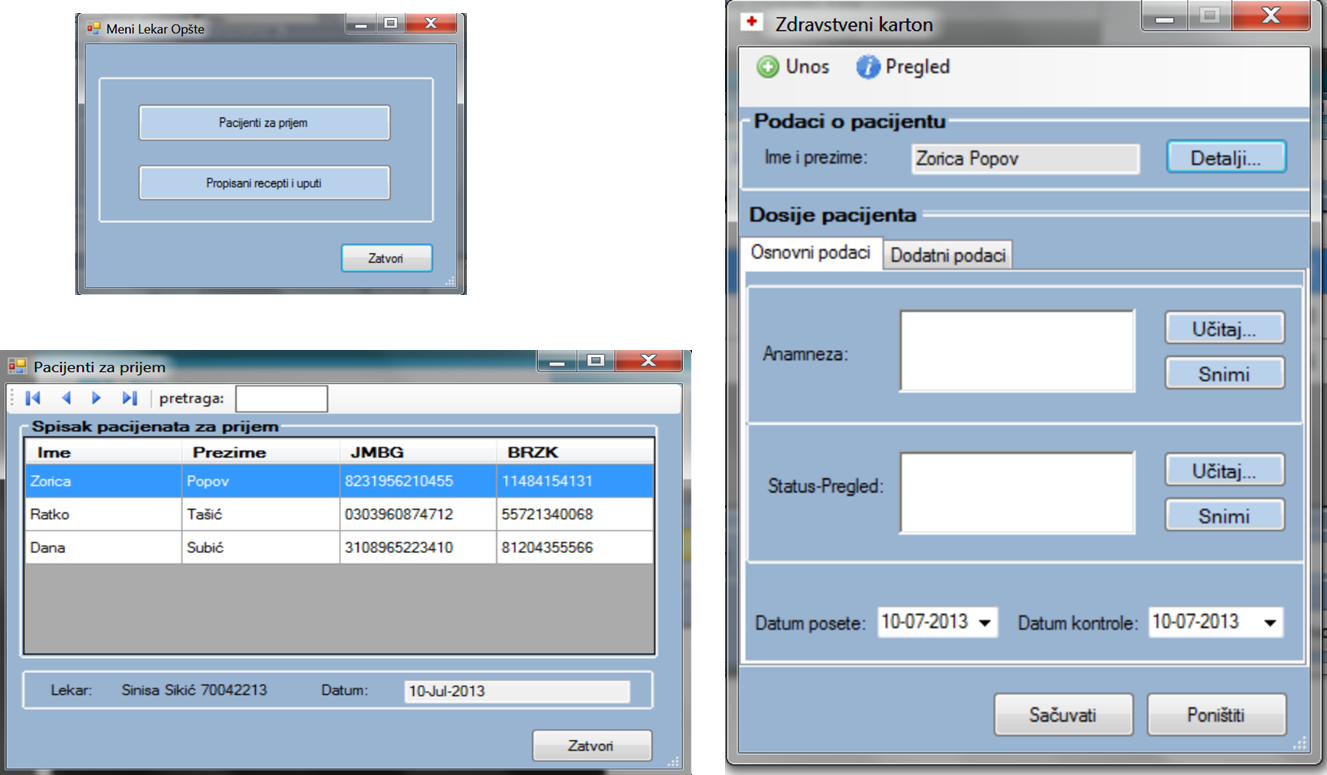 Meni Lekar Opšte
Pacijenti za prijem
Propisani recepti i uputi
Zatvori
Pacijenti za prijem
pretraga:
Spisak pacijenata za prijem
Ime Prezime JMBG BRZK
Zorica Popov 8231956210455 11484154131
Ratko Tašić 0303960874712 55721340068
Dana Subić 3108965223410 81204355566
Lekar: Sinisa Sikić 70042213 Datum: 10-Jul-2013
Zatvori
Zdravstveni karton
Unos Pregled
Podaci o pacijentu
Ime i prezime: Zorica Popov Detalji...
Dosije pacijenta
Osnovni podaci Dodatni podaci
Anamneza: Učitaj...
Snimi
Status-Pregled: Učitaj...
Snimi
Datum posete: 10-07-2013 Datum kontrole: 10-07-2013
Sačuvati Poništiti